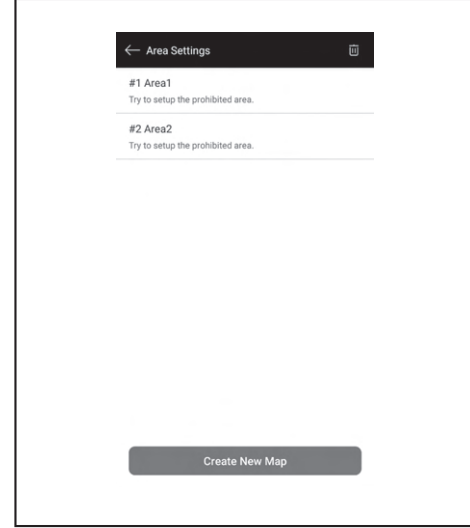 Area Settings
#1 Area1
Try to setup the prohibited area.
#2 Area2
Try to setup the prohibited area.
Create New Map